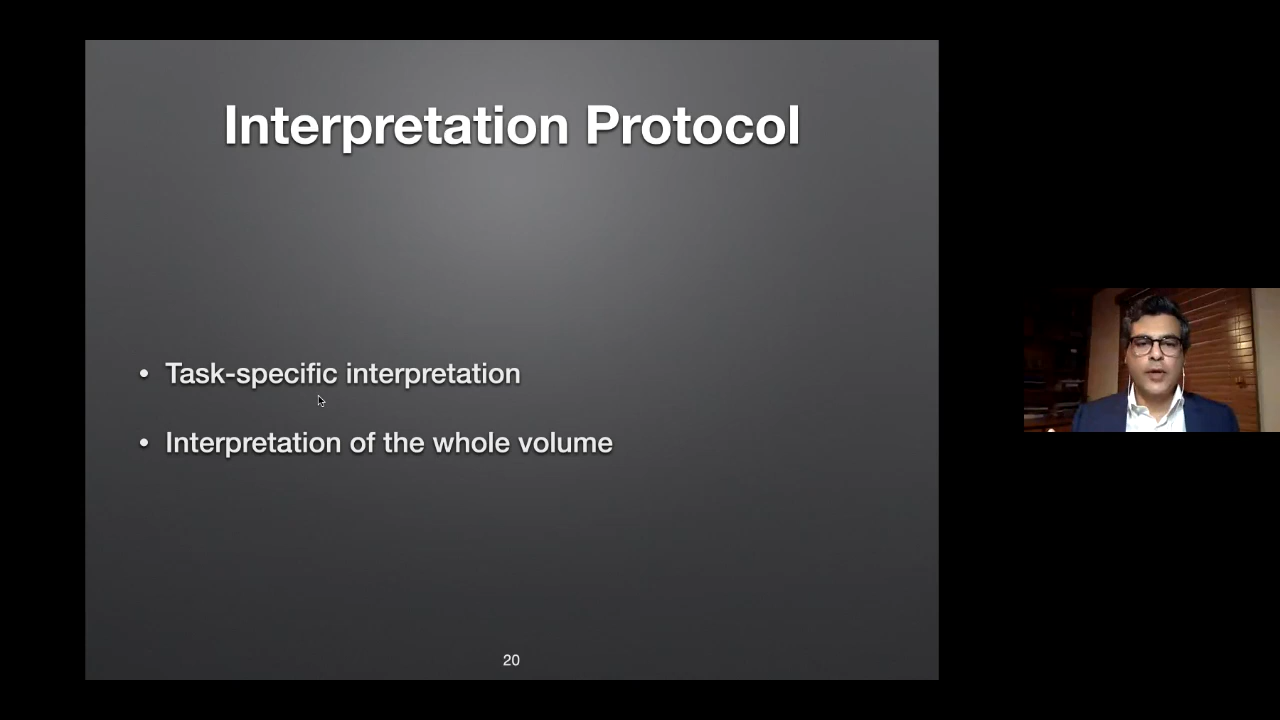 Interpretation Protocol
• Task-specific interpretation
• Interpretation of the whole volume
20